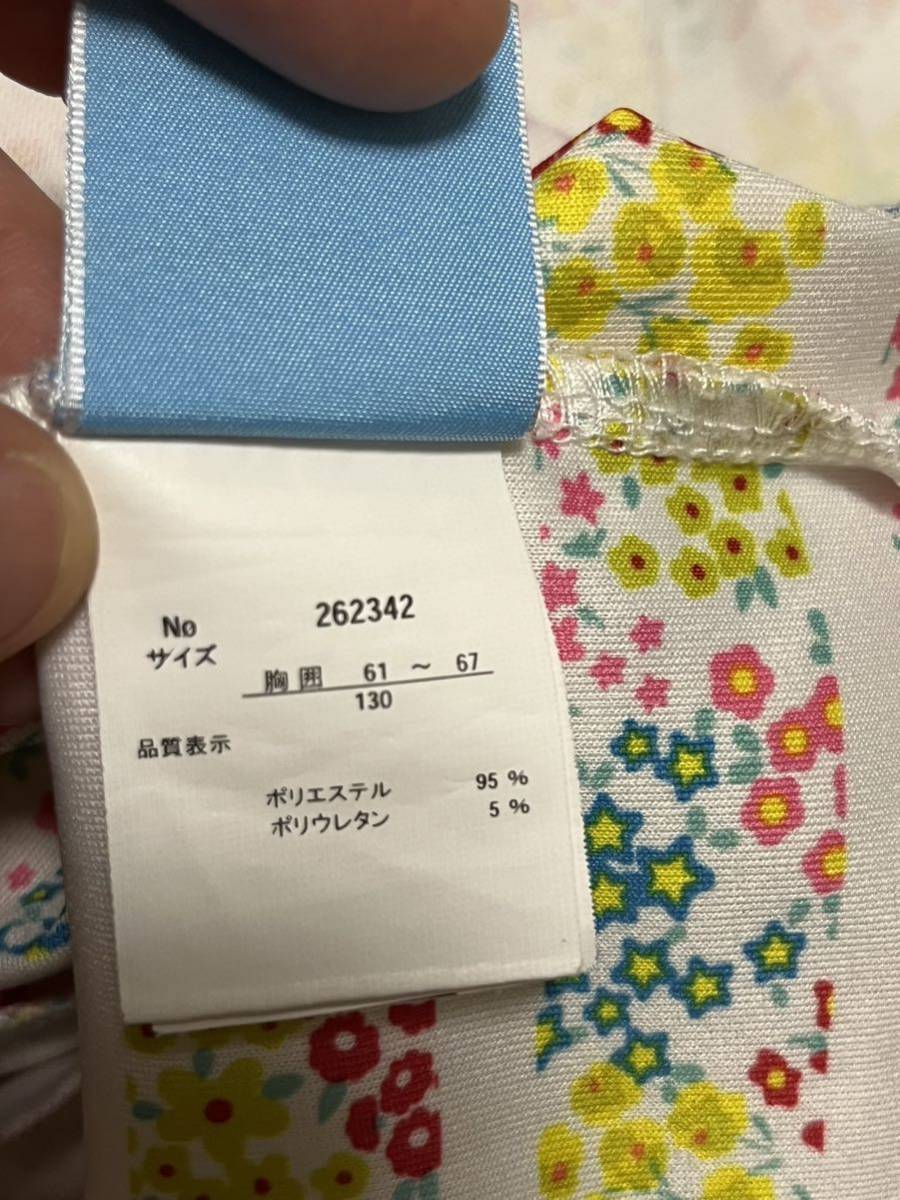 No 262342
サイズ
胸囲 61 〜 67
130
品質表示
ポリエステル 95 %
ポリウレタン 5 %